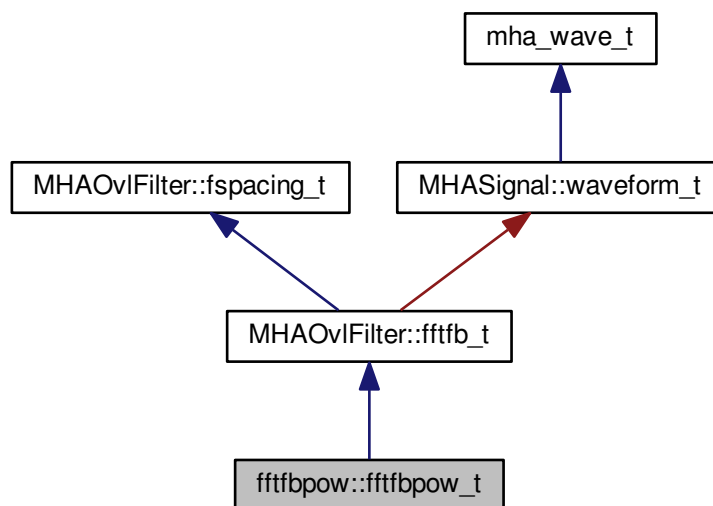 mha_wave_t
MHAOvlFilter::fspacing_t
MHASignal::waveform_t
MHAOvlFilter::fftfb_t
fftfbpow::fftfbpow_t